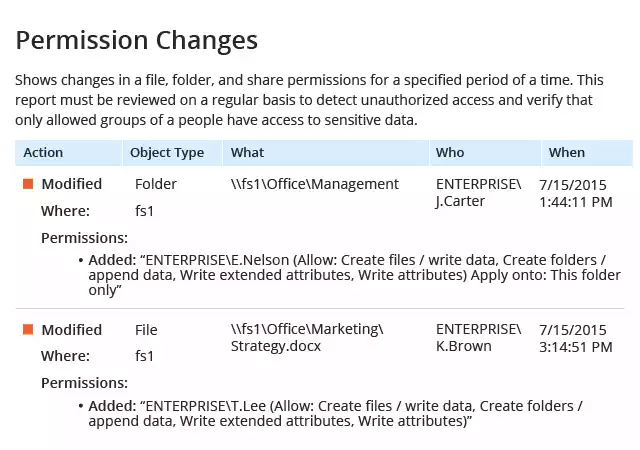 Permission Changes
Shows changes in a file, folder, and share permissions for a specified period of a time. This
report must be reviewed on a regular basis to detect unauthorized access and verify that
only allowed groups of a people have access to sensitive data.
Action Object Type What Who When
Modified Folder \\fs1\Office\Management ENTERPRISE\ 7/15/2015
J.Carter 1:44:11 PM
Where: fs1
Permissions:
• Added: “ENTERPRISE\E.Nelson (Allow: Create files / write data, Create folders /
append data, Write extended attributes, Write attributes) Apply onto: This folder
only”
Modified File \\fs1\Office\Marketing\ ENTERPRISE\ 7/15/2015
Strategy.docx K.Brown 3:14:51 PM
Where: fs1
Permissions:
• Added: “ENTERPRISE\T.Lee (Allow: Create files / write data, Create folders /
append data, Write extended attributes, Write attributes)”